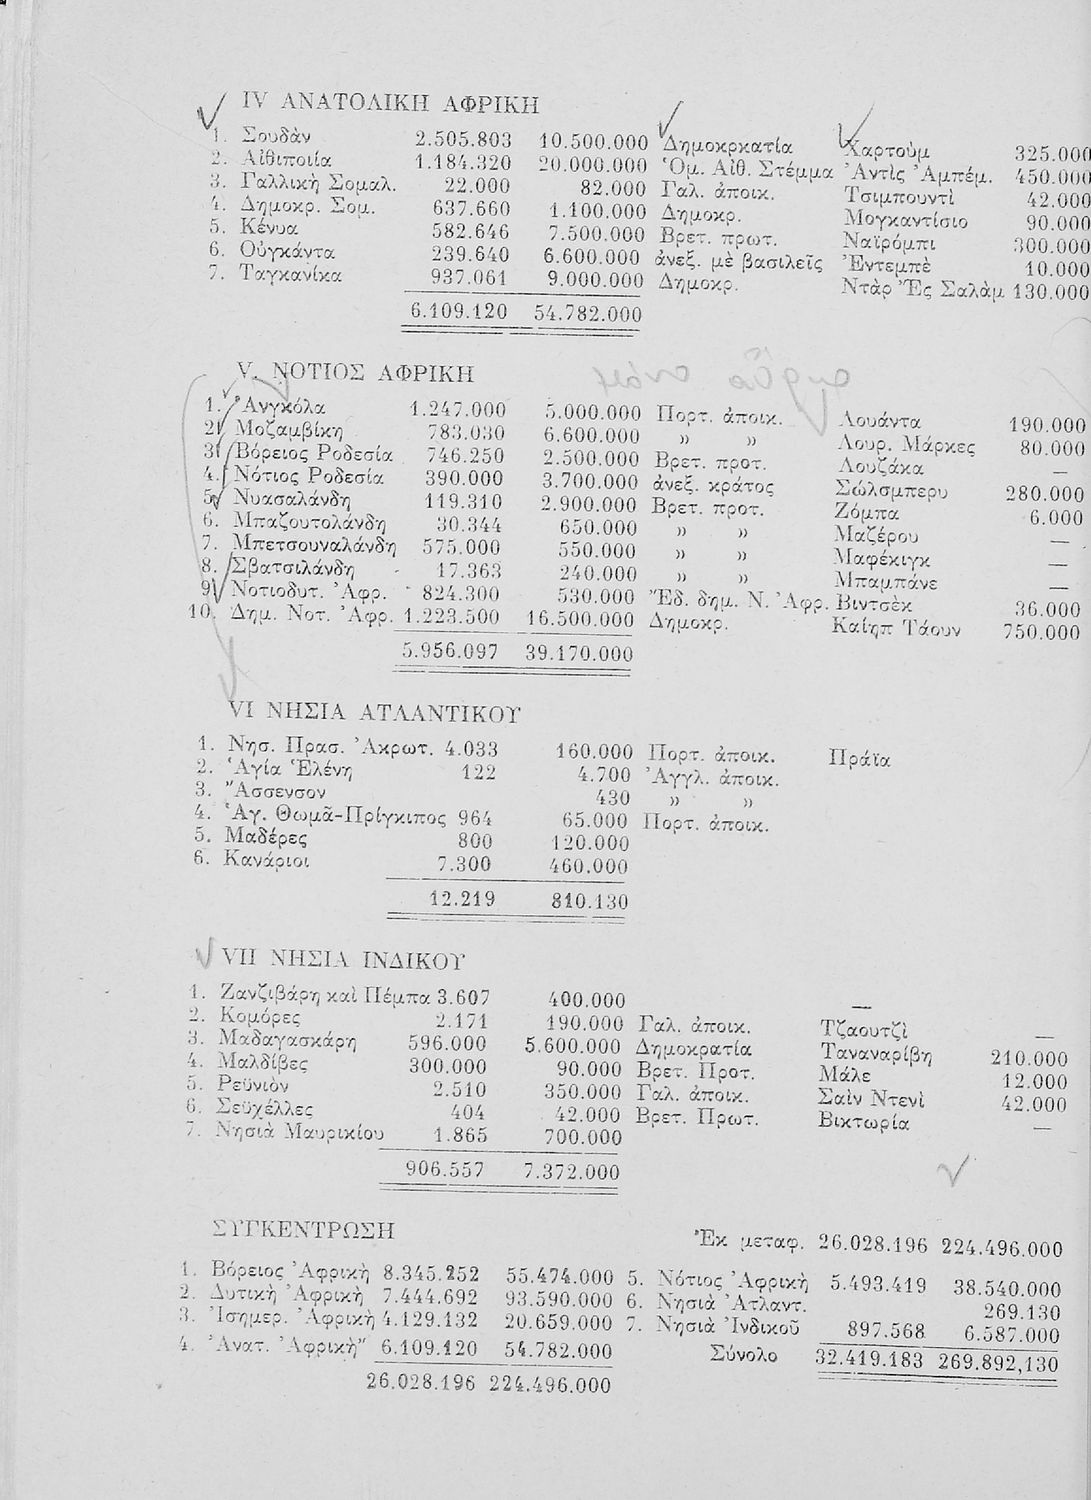 IV ΑΝΑΤΟΛΙΚΗ ΑΦΡΙΚΗ
1. Σουδὰν 2.505.803 10.500.000 Δημοκρκατία Χαρτοὺμ 325.000
2. Αἰθιποιία 1.184.320 20.000.000 Ὁμ. Αἰθ. Στέμμα Ἀντὶς Ἀμπέμ. 450.000
3. Γαλλικὴ Σομαλ. 22.000 82.000 Γαλ. ἀποικ. Τσιμπουντὶ 42.000
4. Δημοκρ. Σομ. 637.660 1.100.000 Δημοκρ. Μογκαντίσιο 90.000
5. Κένυα 582.646 7.500.000 Βρετ. πρωτ. Ναϊρόμπι 300.000
6. Οὐγκάντα 239.640 6.600.000 ἀνεξ. μὲ βασιλεῖς Ἐντεμπὲ 10.000
7. Ταγκανίκα 937.061 9.000.000 Δημοκρ. Ντὰρ Ἐς Σαλὰμ 130.000
6.109.120 54.782.000
V. ΝΟΤΙΟΣ ΑΦΡΙΚΗ
1. Ἀνγκόλα 1.247.000 5.000.000 Πορτ. ἀποικ. Λουάντα 190.000
2. Μοζαμβίκη 783.030 6.600.000 » » Λουρ. Μάρκες 80.000
3. Βόρειος Ροδεσία 746.250 2.500.000 Βρετ. προτ. Λουζάκα —
4. Νότιος Ροδεσία 390.000 3.700.000 ἀνεξ. κράτος Σώλσμπερυ 280.000
5. Νυασαλάνδη 119.310 2.900.000 Βρετ. προτ. Ζόμπα 6.000
6. Μπαζουτολάνδη 30.344 650.000 » » Μαζέρου —
7. Μπετσουναλάνδη 575.000 550.000 » » Μαφέκιγκ —
8. Σβατσιλάνδη 17.363 240.000 » » Μπαμπάνε —
9. Νοτιοδυτ. Ἀφρ. 824.300 530.000 Ἔδ. δημ. Ν. Ἀφρ. Βιντσὲκ 36.000
10. Δημ. Νοτ. Ἀφρ. 1.223.500 16.500.000 Δημοκρ. Καίηπ Τάουν 750.000
5.956.097 39.170.000
VI ΝΗΣΙΑ ΑΤΛΑΝΤΙΚΟΥ
1. Νησ. Πρασ. Ἀκρωτ. 4.033 160.000 Πορτ. ἀποικ. Πράϊα
2. Ἁγία Ἑλένη 122 4.700 Ἀγγλ. ἀποικ.
3. Ἄσσενσον 430 » »
4. Ἁγ. Θωμᾶ-Πρίγκιπος 964 65.000 Πορτ. ἀποικ.
5. Μαδέρες 800 120.000
6. Κανάριοι 7.300 460.000
12.219 810.130
VII ΝΗΣΙΑ ΙΝΔΙΚΟΥ
1. Ζανζιβάρη καὶ Πέμπα 3.607 400.000 —
2. Κομόρες 2.171 190.000 Γαλ. ἀποικ. Τζαουτζὶ —
3. Μαδαγασκάρη 596.000 5.600.000 Δημοκρατία Ταναναρίβη 210.000
4. Μαλδίβες 300.000 90.000 Βρετ. Προτ. Μάλε 12.000
5. Ρεϋνιὸν 2.510 350.000 Γαλ. ἀποικ. Σαὶν Ντενὶ 42.000
6. Σεϋχέλλες 404 42.000 Βρετ. Πρωτ. Βικτωρία —
7. Νησιὰ Μαυρικίου 1.865 700.000
906.557 7.372.000
ΣΥΓΚΕΝΤΡΩΣΗ
Ἐκ μεταφ. 26.028.196 224.496.000
1. Βόρειος Ἀφρικὴ 8.345.252 55.474.000 5. Νότιος Ἀφρικὴ 5.493.419 38.540.000
2. Δυτικὴ Ἀφρικὴ 7.444.692 93.590.000 6. Νησιὰ Ἀτλαντ. 269.130
3. Ἰσημερ. Ἀφρικὴ 4.129.132 20.659.000 7. Νησιὰ Ἰνδικοῦ 897.568 6.587.000
4. Ἀνατ. Ἀφρικὴ" 6.109.120 54.782.000 Σύνολο 32.419.183 269.892,130
26.028.196 224.496.000